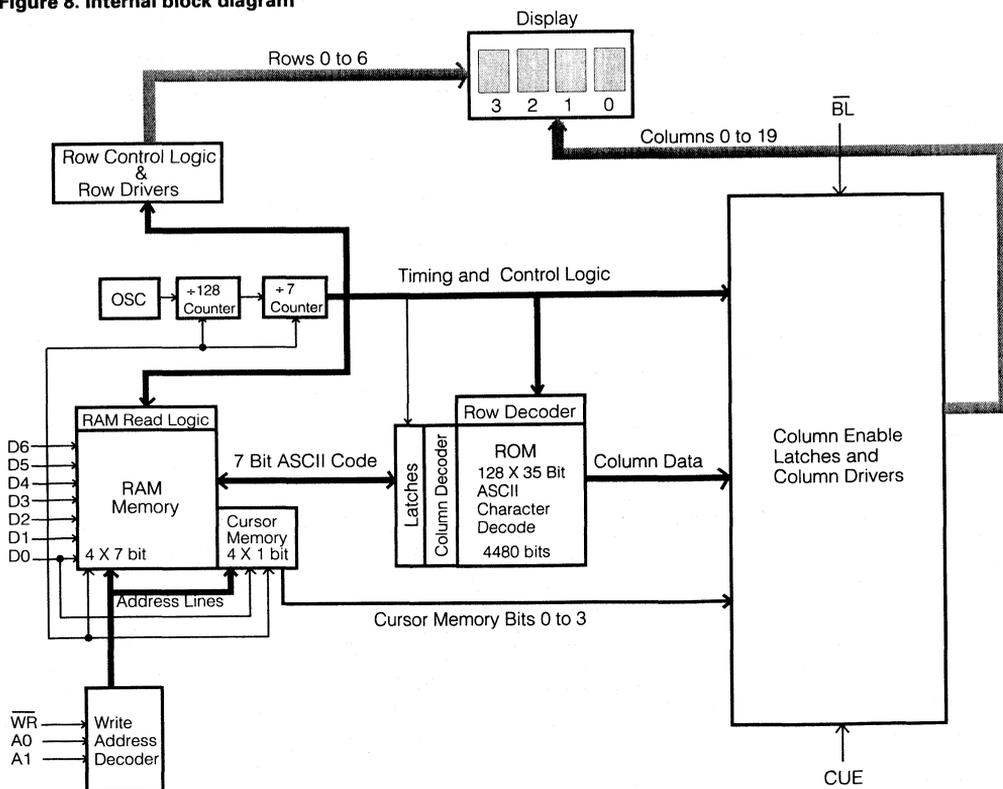 Figure 8. Internal block diagram
Display
Rows 0 to 6
3 2 1 0
BL
Columns 0 to 19
Row Control Logic
&
Row Drivers
Timing and Control Logic
OSC
÷128
Counter
÷7
Counter
RAM Read Logic
Row Decoder
D6
D5
D4
D3
D2
D1
D0
RAM
Memory
4 X 7 bit
7 Bit ASCII Code
Cursor
Memory
4 X 1 bit
Latches
Column Decoder
ROM
128 X 35 Bit
ASCII
Character
Decode
4480 bits
Column Data
Column Enable
Latches and
Column Drivers
Address Lines
Cursor Memory Bits 0 to 3
WR
A0
A1
Write
Address
Decoder
CUE